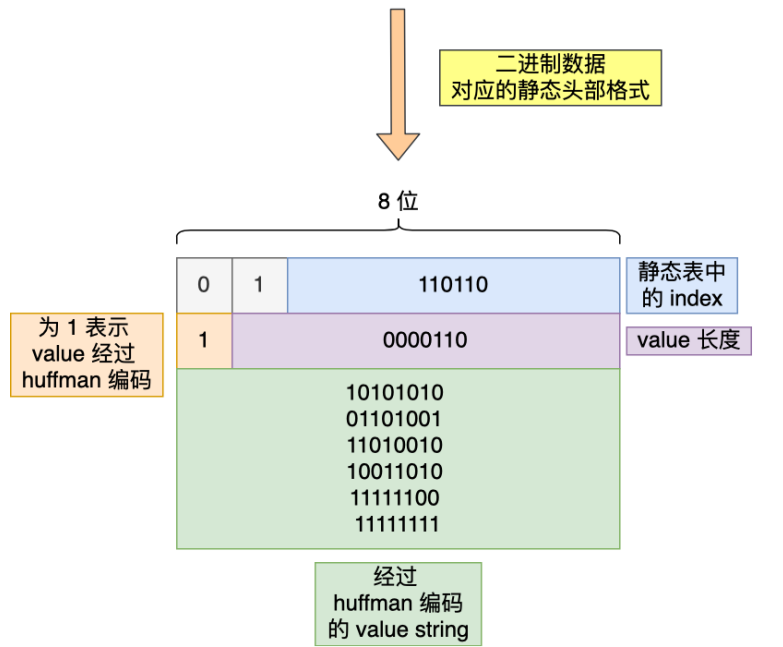 二进制数据
对应的静态头部格式
8 位
0 1 110110
静态表中
的 index
为 1 表示
value 经过
huffman 编码
1 0000110
value 长度
10101010
01101001
11010010
10011010
11111100
11111111
经过
huffman 编码
的 value string